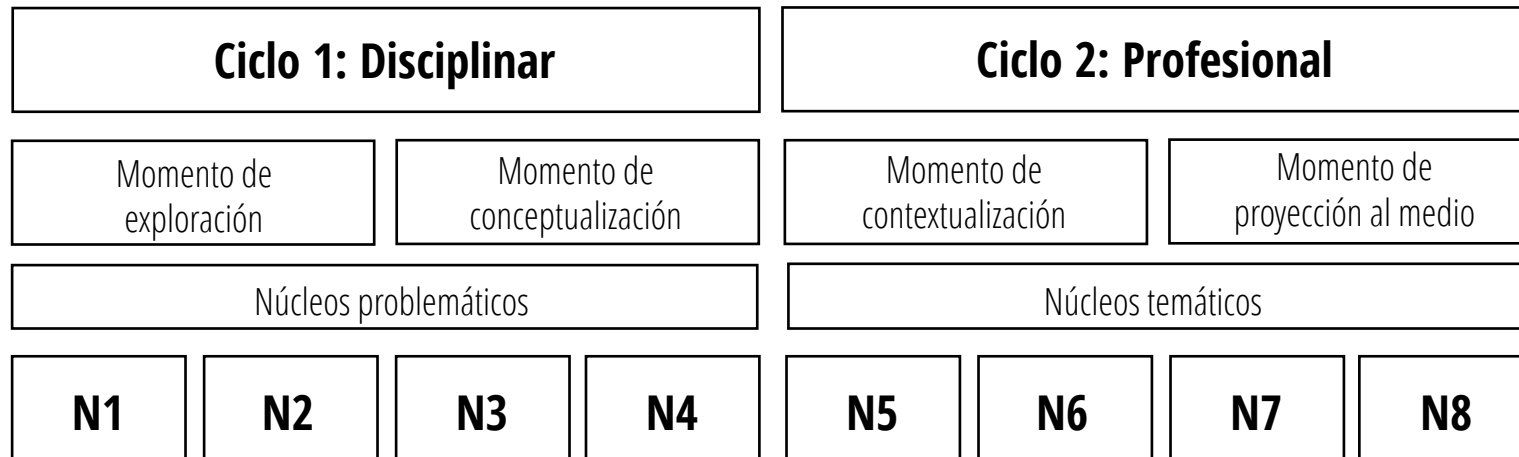 Ciclo 1: Disciplinar
Ciclo 2: Profesional
Momento de
exploración
Momento de
conceptualización
Momento de
contextualización
Momento de
proyección al medio
Núcleos problemáticos
Núcleos temáticos
N1
N2
N3
N4
N5
N6
N7
N8